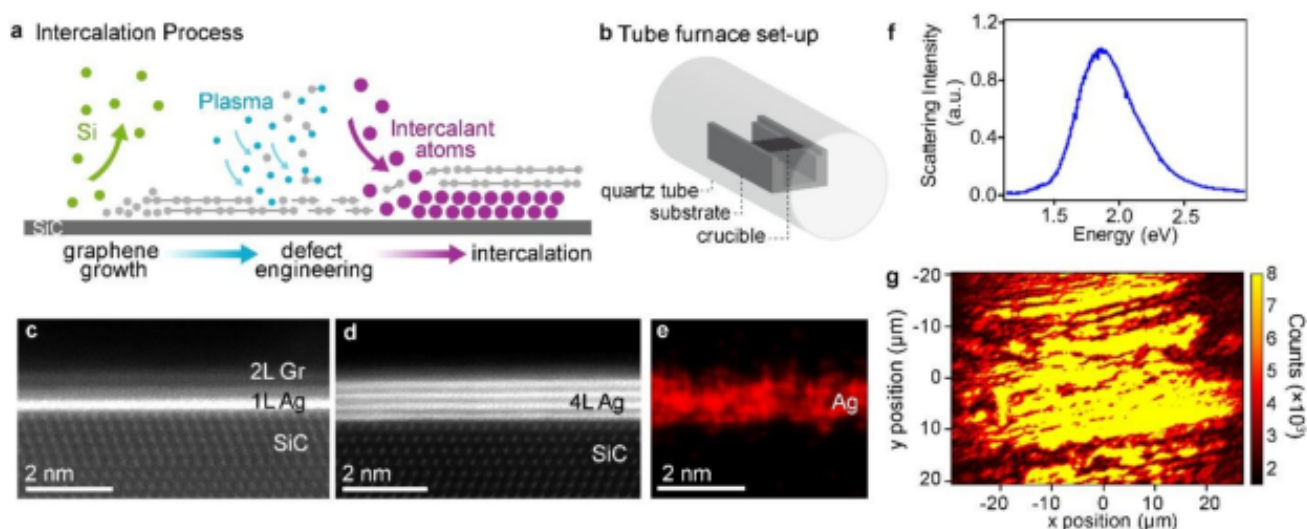 a Intercalation Process
Si
Plasma
Intercalant
atoms
SiC
graphene
growth
defect
engineering
intercalation
b Tube furnace set-up
quartz tube
substrate
crucible
c
2L Gr
1L Ag
SiC
2 nm
d
4L Ag
SiC
2 nm
e
Ag
2 nm
f
Scattering Intensity
(a.u.)
1.2
0.8
0.4
0.0
1.5 2.0 2.5
Energy (eV)
g
y position (µm)
-20
-10
0
10
20
-20 -10 0 10 20
x position (µm)
8
7
6
5
4
3
2
Counts (×10³)